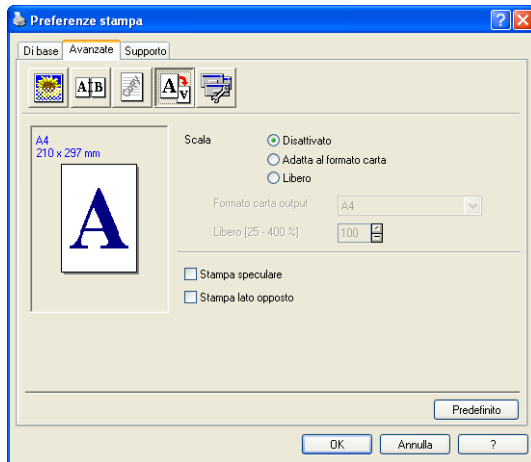 Preferenze stampa
Di base Avanzate Supporto
A B
A A
A4
210 x 297 mm
A
Scala Disattivato
Adatta al formato carta
Libero
Formato carta output A4
Libero [25 - 400 %] 100
Stampa speculare
Stampa lato opposto
Predefinito
OK Annulla ?